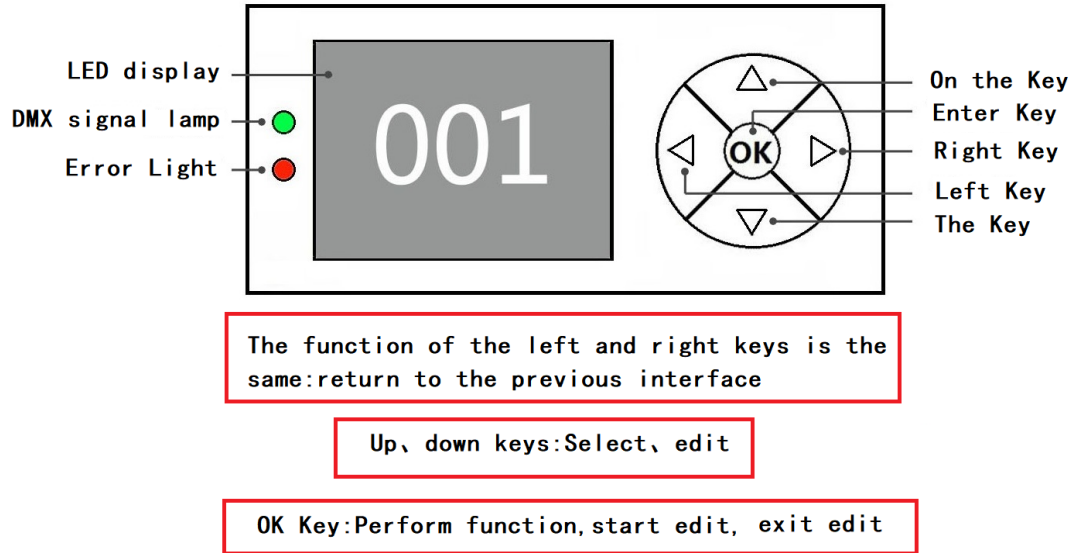 LED display
DMX signal lamp
Error Light
001
OK
On the Key
Enter Key
Right Key
Left Key
The Key
The function of the left and right keys is the
same:return to the previous interface
Up、down keys:Select、edit
OK Key:Perform function,start edit, exit edit